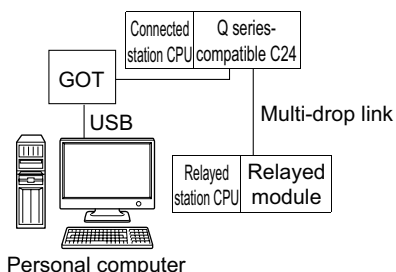 Connected
station CPU
Q series-
compatible C24
GOT
USB
Multi-drop link
Relayed
station CPU
Relayed
module
Personal computer